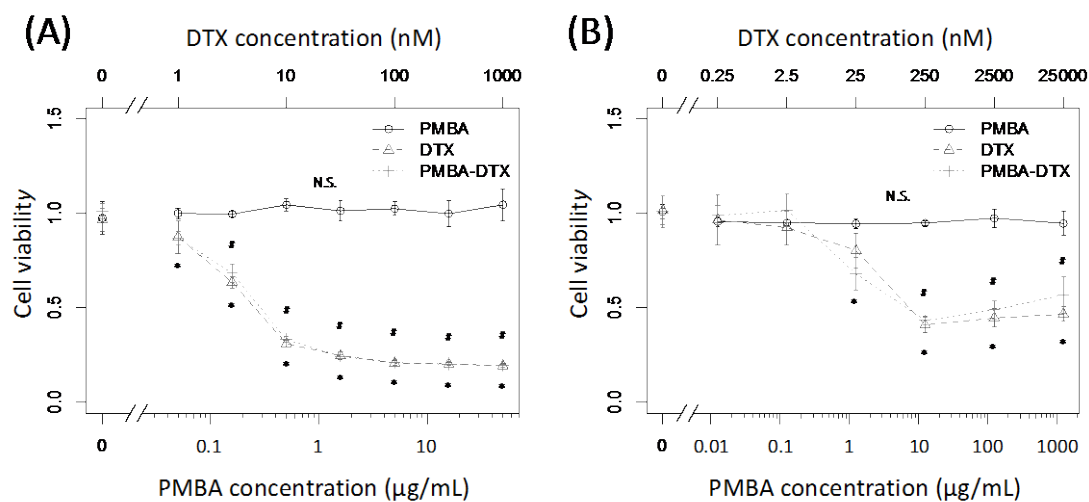 (A)
DTX concentration (nM)
0 1 10 100 1000
1.5
1.0
0.5
0.0
Cell viability
PMBA
DTX
PMBA-DTX
N.S.
#
*
#
*
#
*
#
*
#
*
#
*
#
*
0 0.1 1 10
PMBA concentration (µg/mL)
(B)
DTX concentration (nM)
0 0.25 2.5 25 250 2500 25000
1.5
1.0
0.5
0.0
Cell viability
PMBA
DTX
PMBA-DTX
N.S.
*
#
*
#
*
#
*
0 0.01 0.1 1 10 100 1000
PMBA concentration (µg/mL)